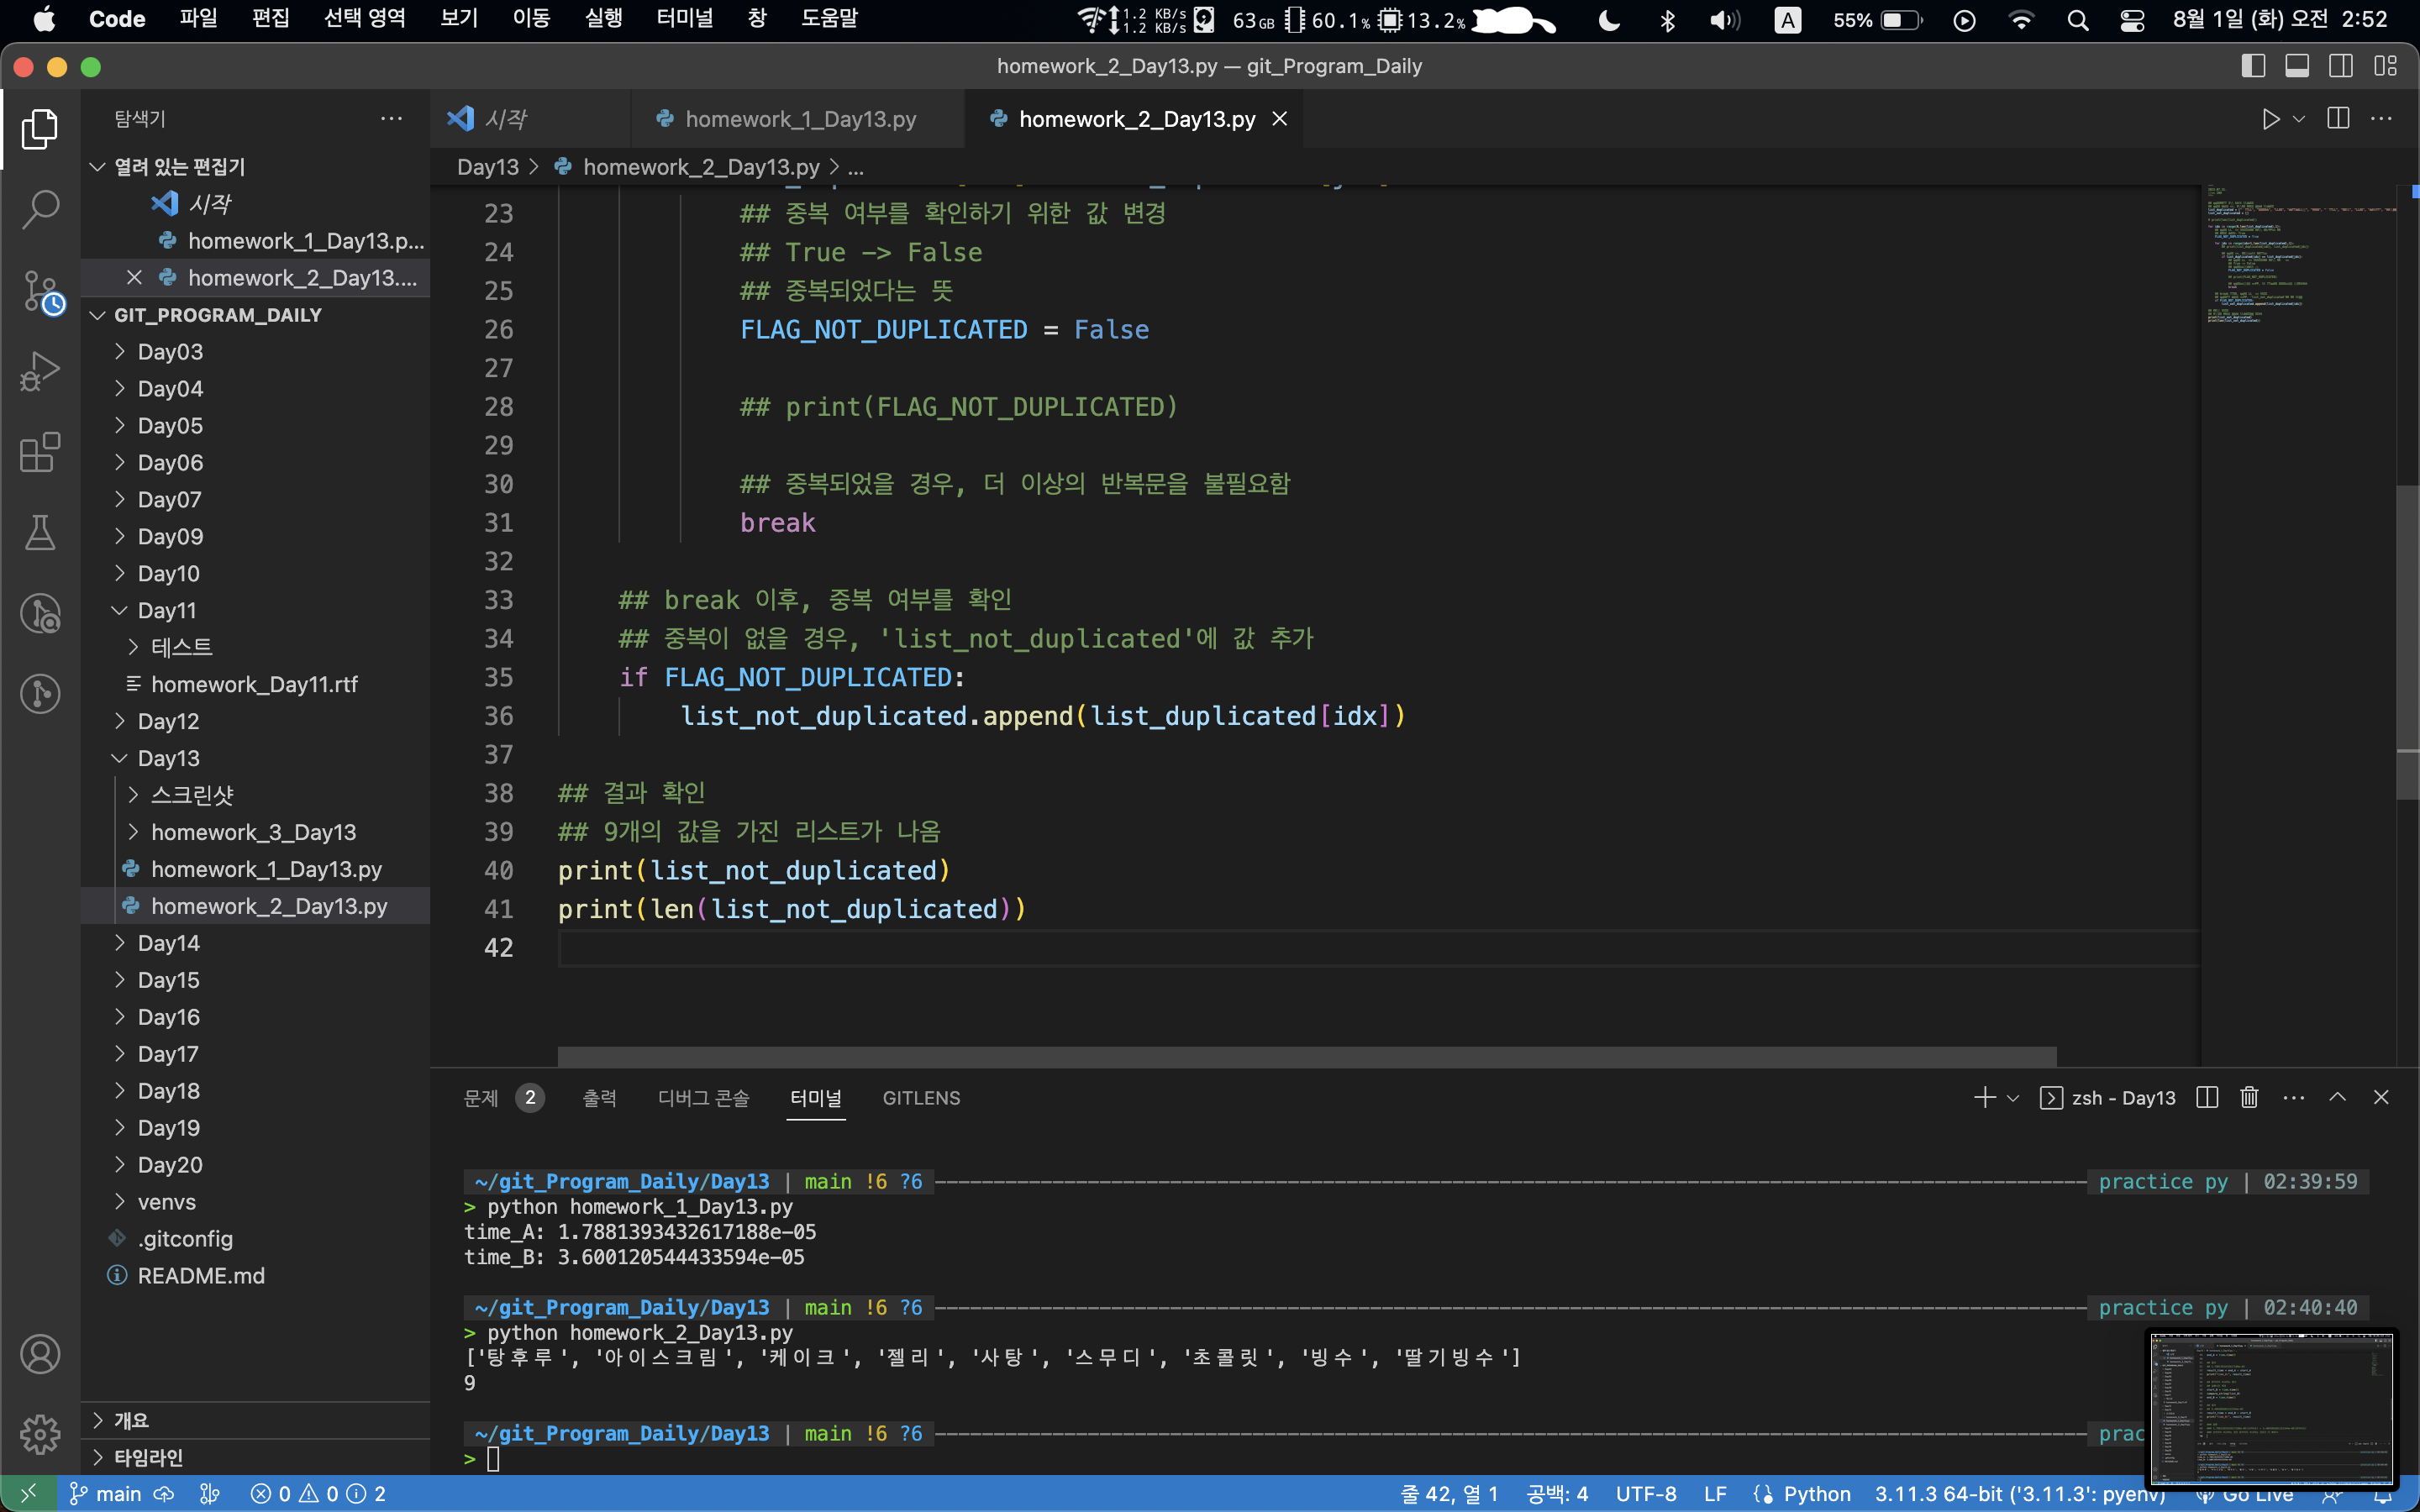 Code 파일 편집 선택 영역 보기 이동 실행 터미널 창 도움말 1.2 KB/s 1.2 KB/s 63GB 60.1% 13.2% A 55% 8월 1일 (화) 오전 2:52
homework_2_Day13.py — git_Program_Daily
탐색기 ···
시작 homework_1_Day13.py homework_2_Day13.py
Day13 > homework_2_Day13.py > ...
열려 있는 편집기
시작
homework_1_Day13.p...
homework_2_Day13....
GIT_PROGRAM_DAILY
Day03
Day04
Day05
Day06
Day07
Day09
Day10
Day11
테스트
homework_Day11.rtf
Day12
Day13
스크린샷
homework_3_Day13
homework_1_Day13.py
homework_2_Day13.py
Day14
Day15
Day16
Day17
Day18
Day19
Day20
venvs
.gitconfig
README.md
개요
타임라인
23 ## 중복 여부를 확인하기 위한 값 변경
24 ## True -> False
25 ## 중복되었다는 뜻
26 FLAG_NOT_DUPLICATED = False
27
28 ## print(FLAG_NOT_DUPLICATED)
29
30 ## 중복되었을 경우, 더 이상의 반복문을 불필요함
31 break
32
33 ## break 이후, 중복 여부를 확인
34 ## 중복이 없을 경우, 'list_not_duplicated'에 값 추가
35 if FLAG_NOT_DUPLICATED:
36 list_not_duplicated.append(list_duplicated[idx])
37
38 ## 결과 확인
39 ## 9개의 값을 가진 리스트가 나옴
40 print(list_not_duplicated)
41 print(len(list_not_duplicated))
42
문제 2 출력 디버그 콘솔 터미널 GITLENS zsh - Day13
~/git_Program_Daily/Day13 | main !6 ?6 practice py | 02:39:59
> python homework_1_Day13.py
time_A: 1.7881393432617188e-05
time_B: 3.600120544433594e-05
~/git_Program_Daily/Day13 | main !6 ?6 practice py | 02:40:40
> python homework_2_Day13.py
['탕후루', '아이스크림', '케이크', '젤리', '사탕', '스무디', '초콜릿', '빙수', '딸기빙수']
9
~/git_Program_Daily/Day13 | main !6 ?6 prac
>
main 0 0 2 줄 42, 열 1 공백: 4 UTF-8 LF Python 3.11.3 64-bit ('3.11.3': pyenv) Go Live